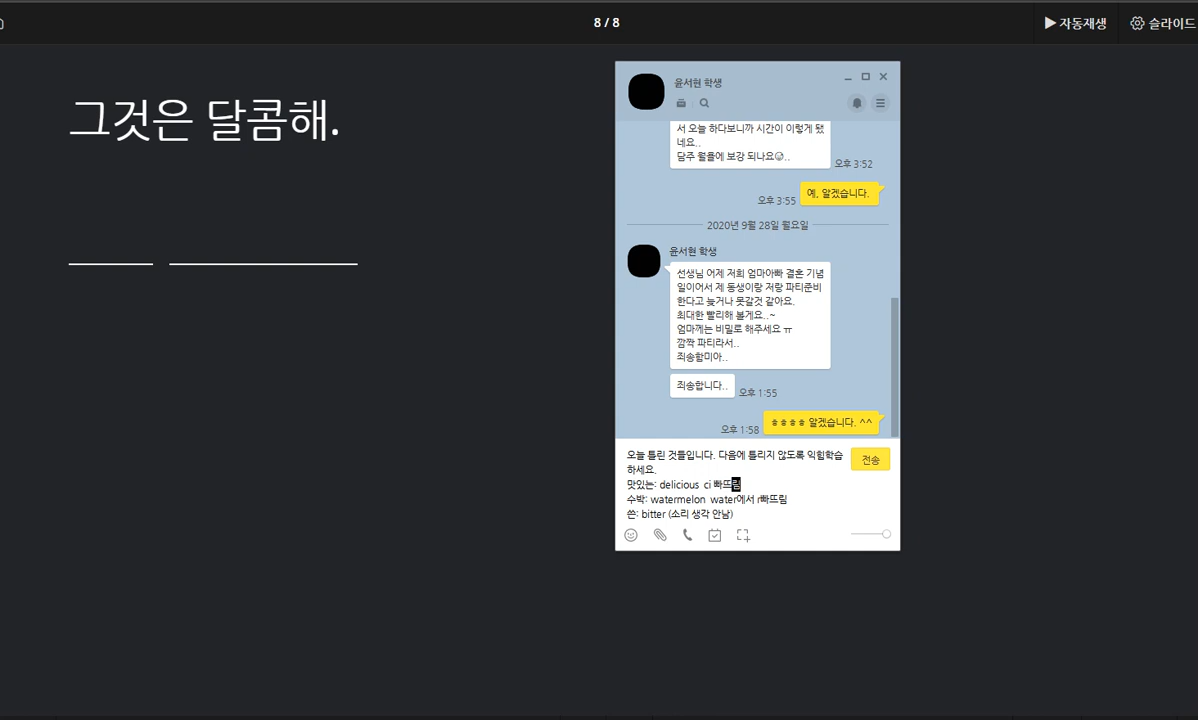 8 / 8
▶ 자동재생
슬라이드
그것은 달콤해.
윤서현 학생
서 오늘 하다보니까 시간이 이렇게 됐
네요..
담주 월욜에 보강 되나요☺..
오후 3:52
예, 알겠습니다.
오후 3:55
2020년 9월 28일 월요일
윤서현 학생
선생님 어제 저희 엄마아빠 결혼 기념
일이어서 제 동생이랑 저랑 파티준비
한다고 늦거나 못갈것 같아요.
최대한 빨리해 볼게요..~
엄마께는 비밀로 해주세요 ㅠ
깜짝 파티라서..
죄송함미아..
죄송합니다..
오후 1:55
ㅎㅎㅎㅎ 알겠습니다. ^^
오후 1:58
오늘 틀린 것들입니다. 다음에 틀리지 않도록 익힘학습
하세요.
전송
맛있는: delicious ci 빠뜨림
수박: watermelon water에서 r빠뜨림
쓴: bitter (소리 생각 안남)